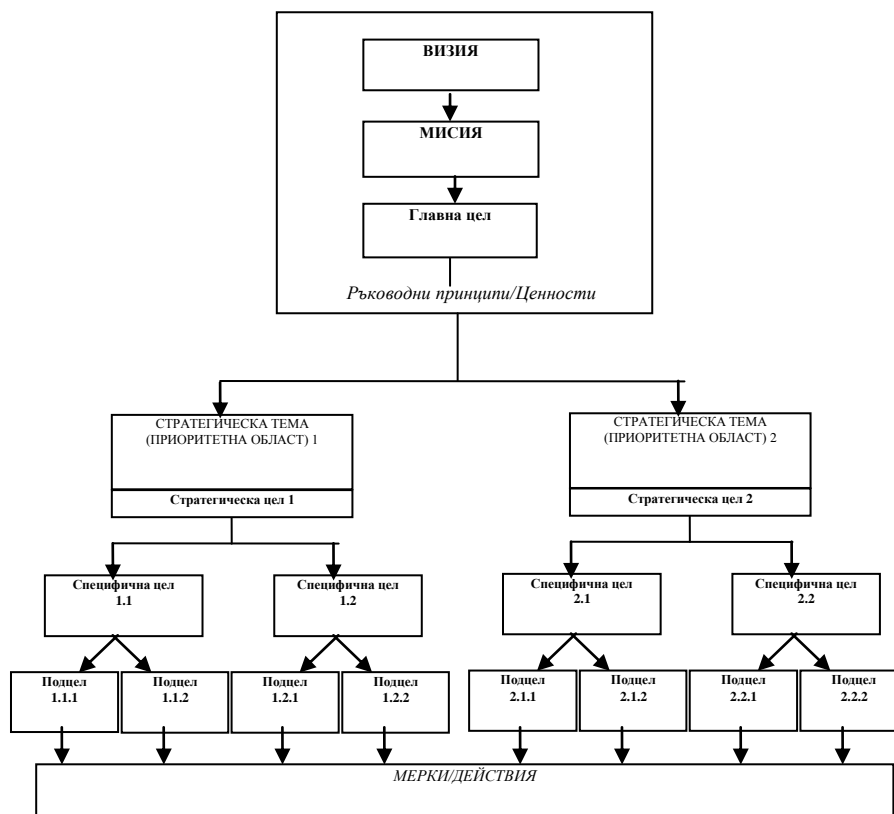 ВИЗИЯ
МИСИЯ
Главна цел
Ръководни принципи/Ценности
СТРАТЕГИЧЕСКА ТЕМА
(ПРИОРИТЕТНА ОБЛАСТ) 1
Стратегическа цел 1
СТРАТЕГИЧЕСКА ТЕМА
(ПРИОРИТЕТНА ОБЛАСТ) 2
Стратегическа цел 2
Специфична цел
1.1
Специфична цел
1.2
Специфична цел
2.1
Специфична цел
2.2
Подцел
1.1.1
Подцел
1.1.2
Подцел
1.2.1
Подцел
1.2.2
Подцел
2.1.1
Подцел
2.1.2
Подцел
2.2.1
Подцел
2.2.2
МЕРКИ/ДЕЙСТВИЯ